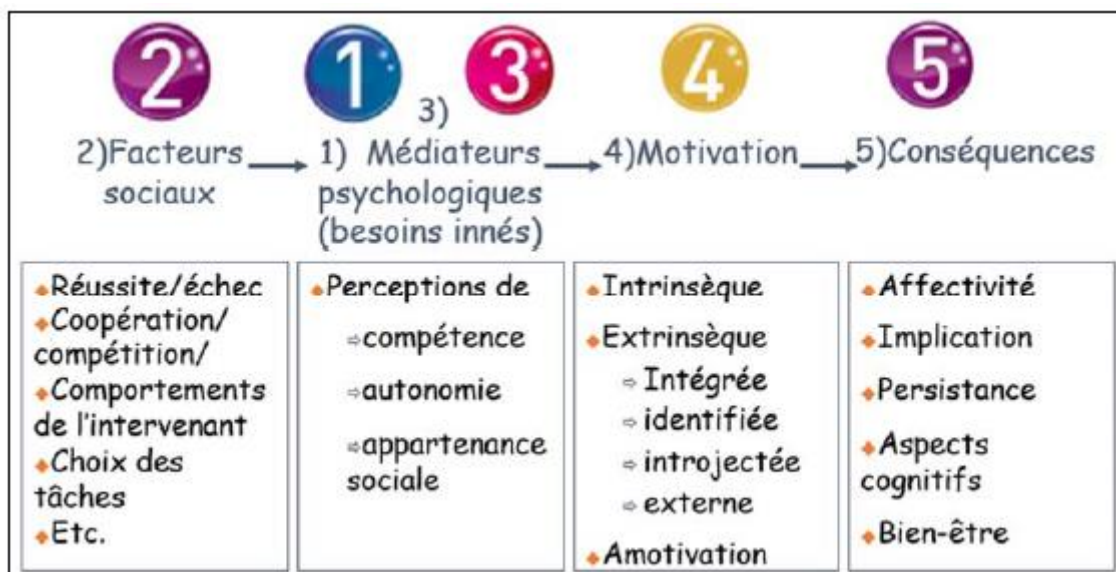 2 1 3 4 5
3)
2)Facteurs
sociaux
1) Médiateurs
psychologiques
(besoins innés)
4)Motivation
5)Conséquences
Réussite/échec
Coopération/
compétition/
Comportements
de l'intervenant
Choix des
tâches
Etc.
Perceptions de
⇨compétence
⇨autonomie
⇨appartenance
sociale
Intrinsèque
Extrinsèque
⇨ Intégrée
⇨ identifiée
⇨ introjectée
⇨ externe
Amotivation
Affectivité
Implication
Persistance
Aspects
cognitifs
Bien-être